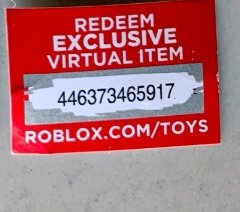 REDEEM
EXCLUSIVE
VIRTUAL ITEM
446373465917
ROBLOX.COM/TOYS